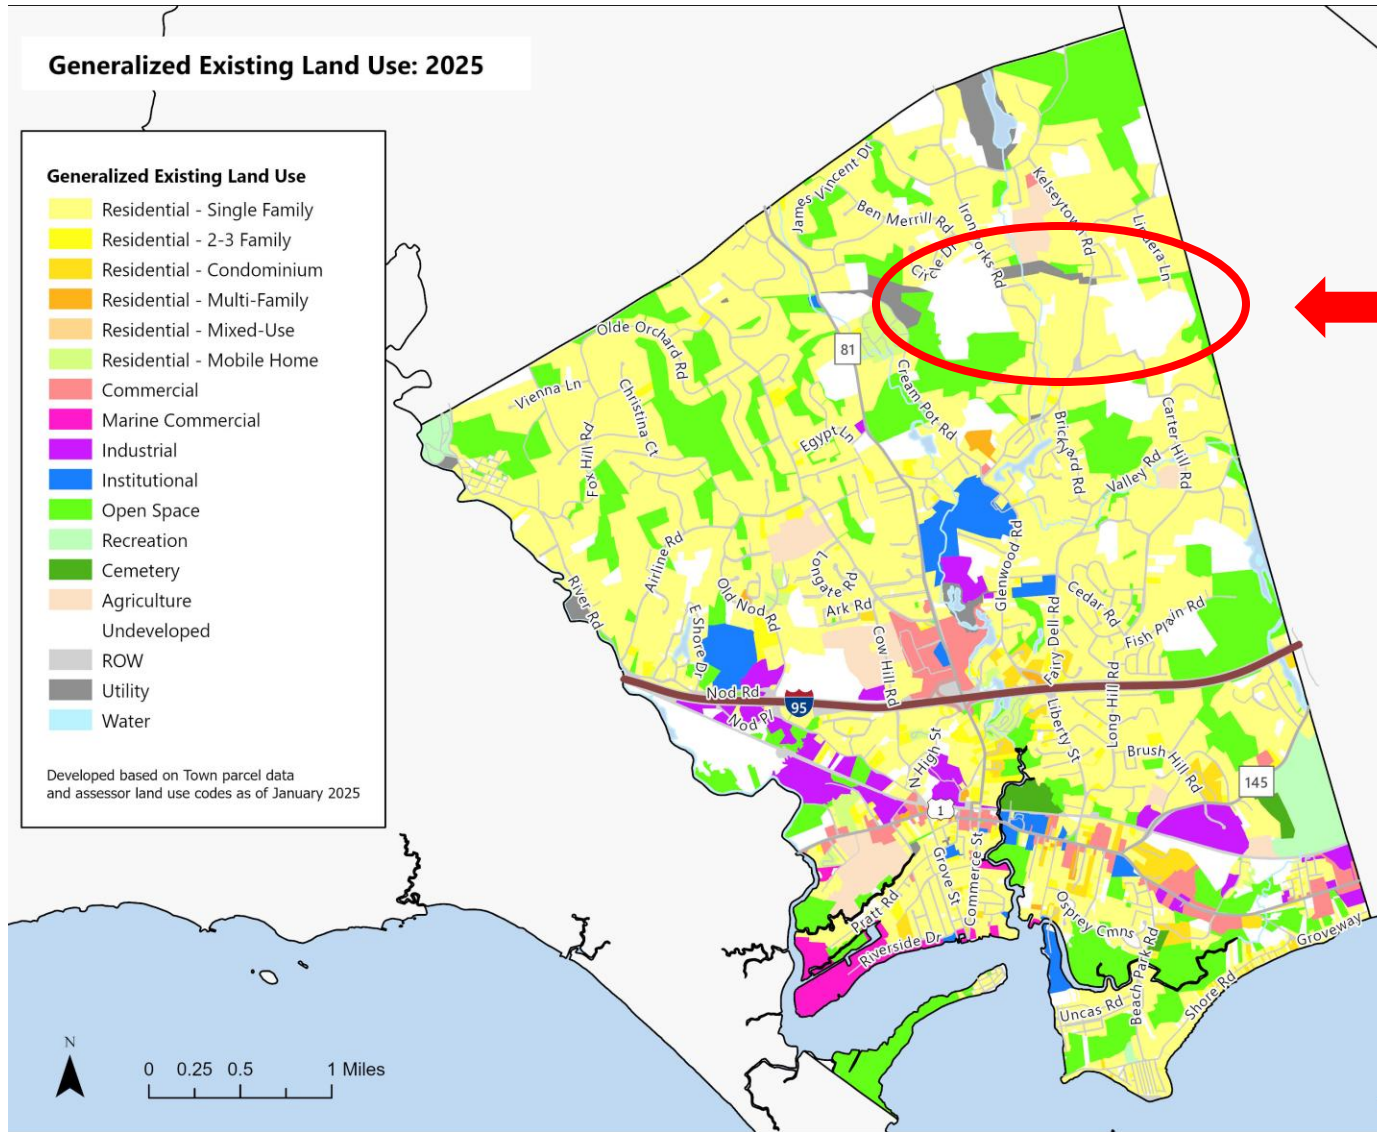 Generalized Existing Land Use: 2025
Generalized Existing Land Use
Residential - Single Family
Residential - 2-3 Family
Residential - Condominium
Residential - Multi-Family
Residential - Mixed-Use
Residential - Mobile Home
Commercial
Marine Commercial
Industrial
Institutional
Open Space
Recreation
Cemetery
Agriculture
Undeveloped
ROW
Utility
Water
Developed based on Town parcel data
and assessor land use codes as of January 2025
James Vincent Dr
Ben Merrill Rd
Iron Works Rd
Kelseytown Rd
Lindera Ln
Circle Dr
Olde Orchard Rd
81
Vienna Ln
Christina Ct
Cream Pot Rd
Fox Hill Rd
Egypt Ln
Brickyard Rd
Carter Hill Rd
Valley Rd
Airline Rd
Longate Rd
Glenwood Rd
River Rd
Old Nod Rd
Ark Rd
Cedar Rd
Fish Plain Rd
E Shore Dr
Cow Hill Rd
Fairy Dell Rd
Nod Rd
95
Long Hill Rd
Nod Pl
Liberty St
N High St
Brush Hill Rd
145
1
Grove St
Commerce St
Pratt Rd
Osprey Cmns
Riverside Dr
Beach Park Rd
Groveway
Uncas Rd
Shore Rd
N
0 0.25 0.5 1 Miles